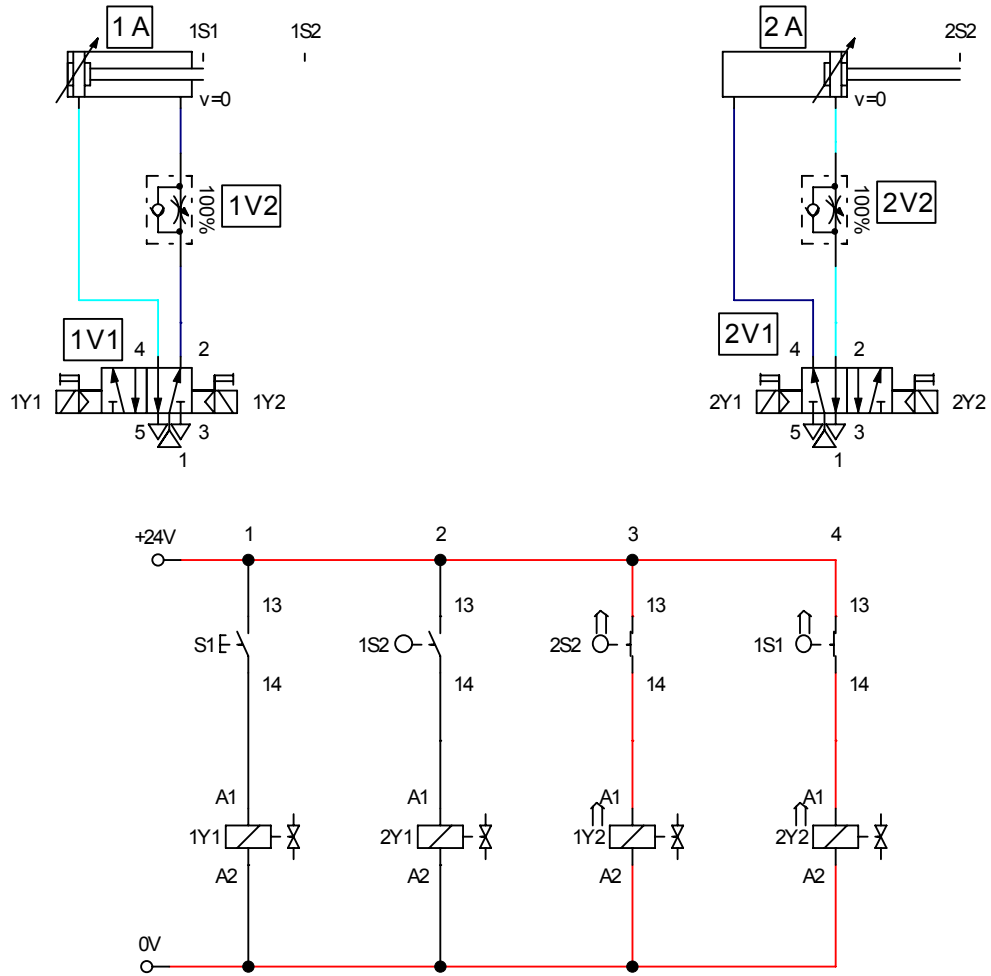 1A 1S1 1S2 2A 2S2
v=0 v=0
100% 1V2 100% 2V2
1V1 4 2 2V1 4 2
1Y1 1Y2 2Y1 2Y2
5 3 5 3
1 1
+24V 1 2 3 4
13 13 13 13
S1 1S2 2S2 1S1
14 14 14 14
A1 A1 A1 A1
1Y1 2Y1 1Y2 2Y2
A2 A2 A2 A2
0V